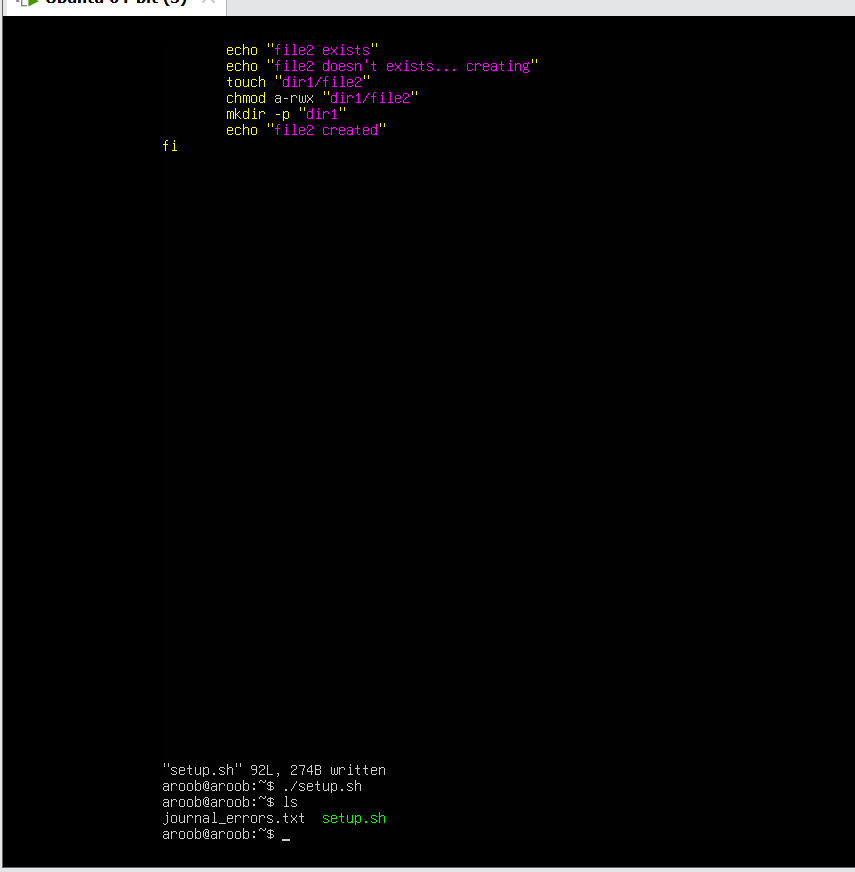 echo "file2 exists"
echo "file2 doesn't exists... creating"
touch "dir1/file2"
chmod a-rwx "dir1/file2"
mkdir -p "dir1"
echo "file2 created"
fi
"setup.sh" 92L, 274B written
aroob@aroob:~$ ./setup.sh
aroob@aroob:~$ ls
journal_errors.txt setup.sh
aroob@aroob:~$ _